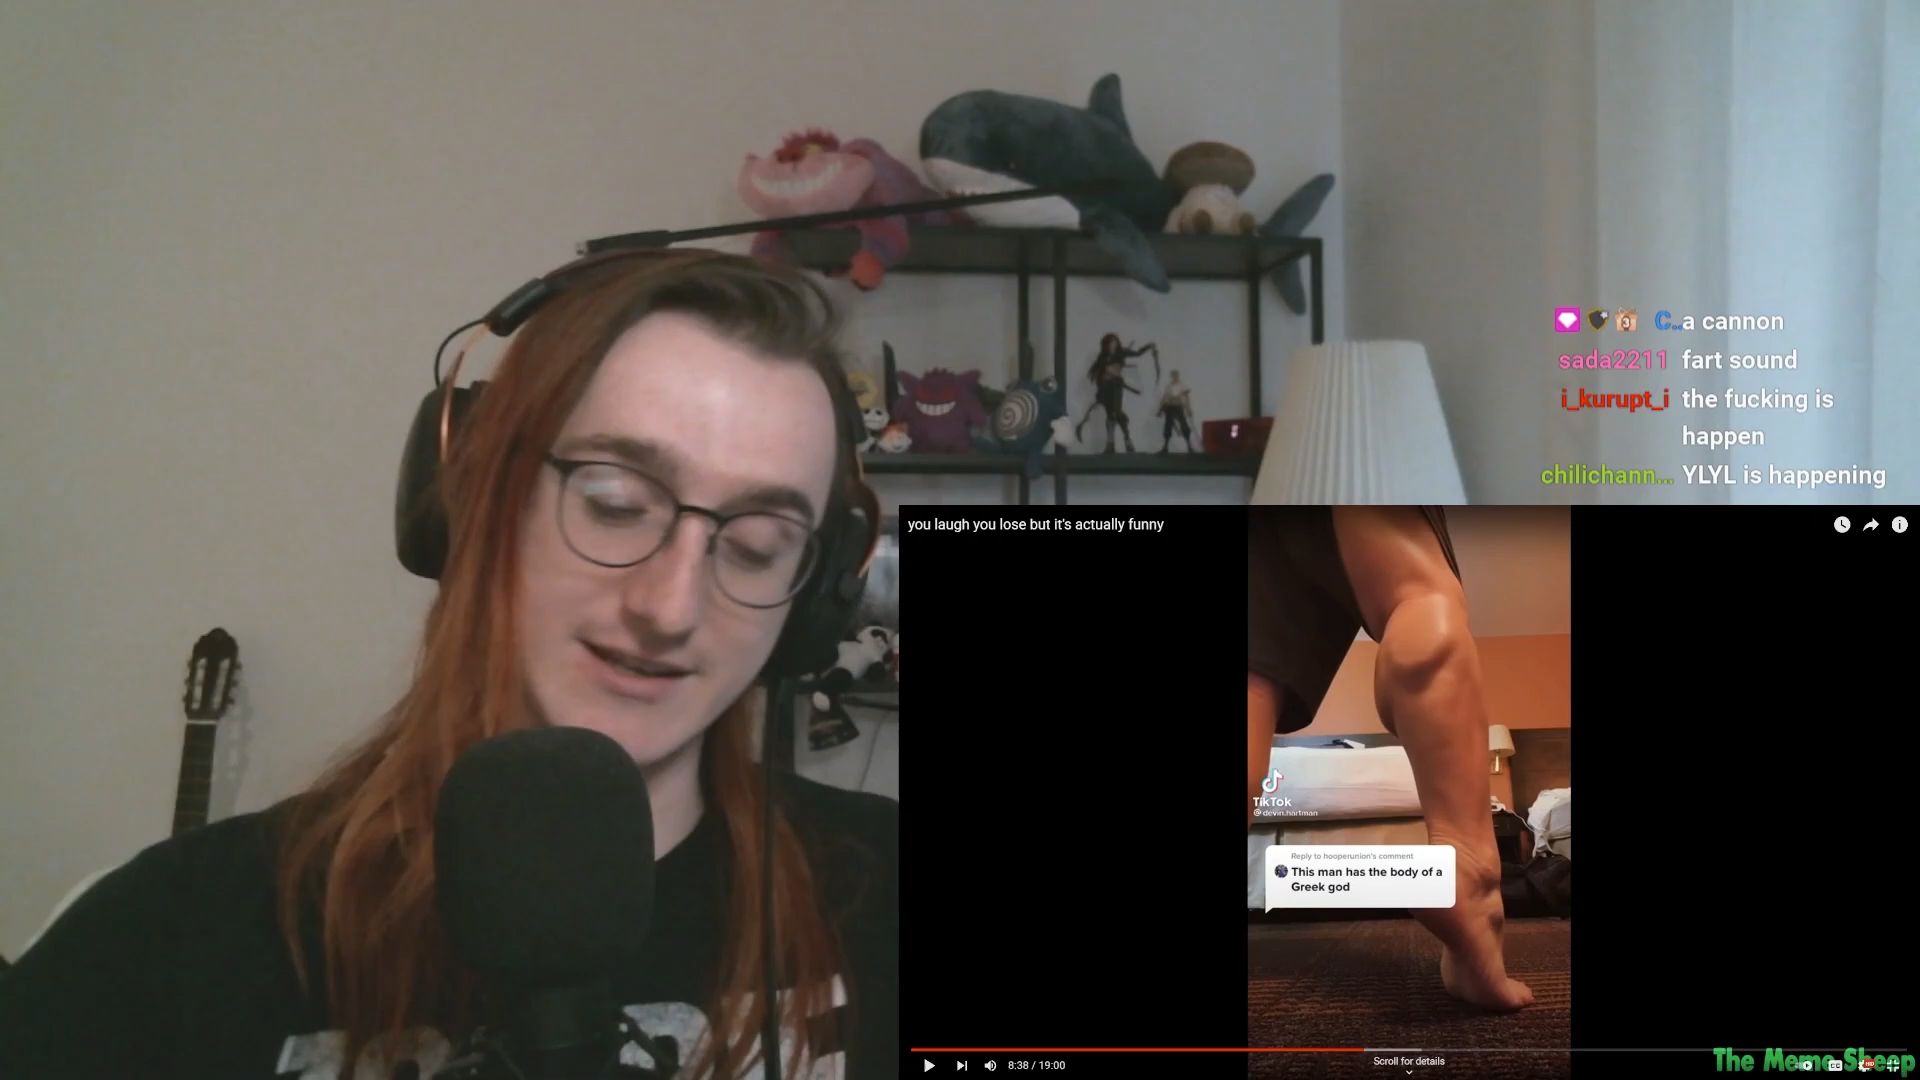 C..a cannon
sada2211 fart sound
i_kurupt_i the fucking is
happen
chilichann... YLYL is happening
you laugh you lose but it's actually funny
TikTok
@devin.hartman
Reply to hooperunion's comment
This man has the body of a
Greek god
8:38 / 19:00
Scroll for details
The Meme Sheep